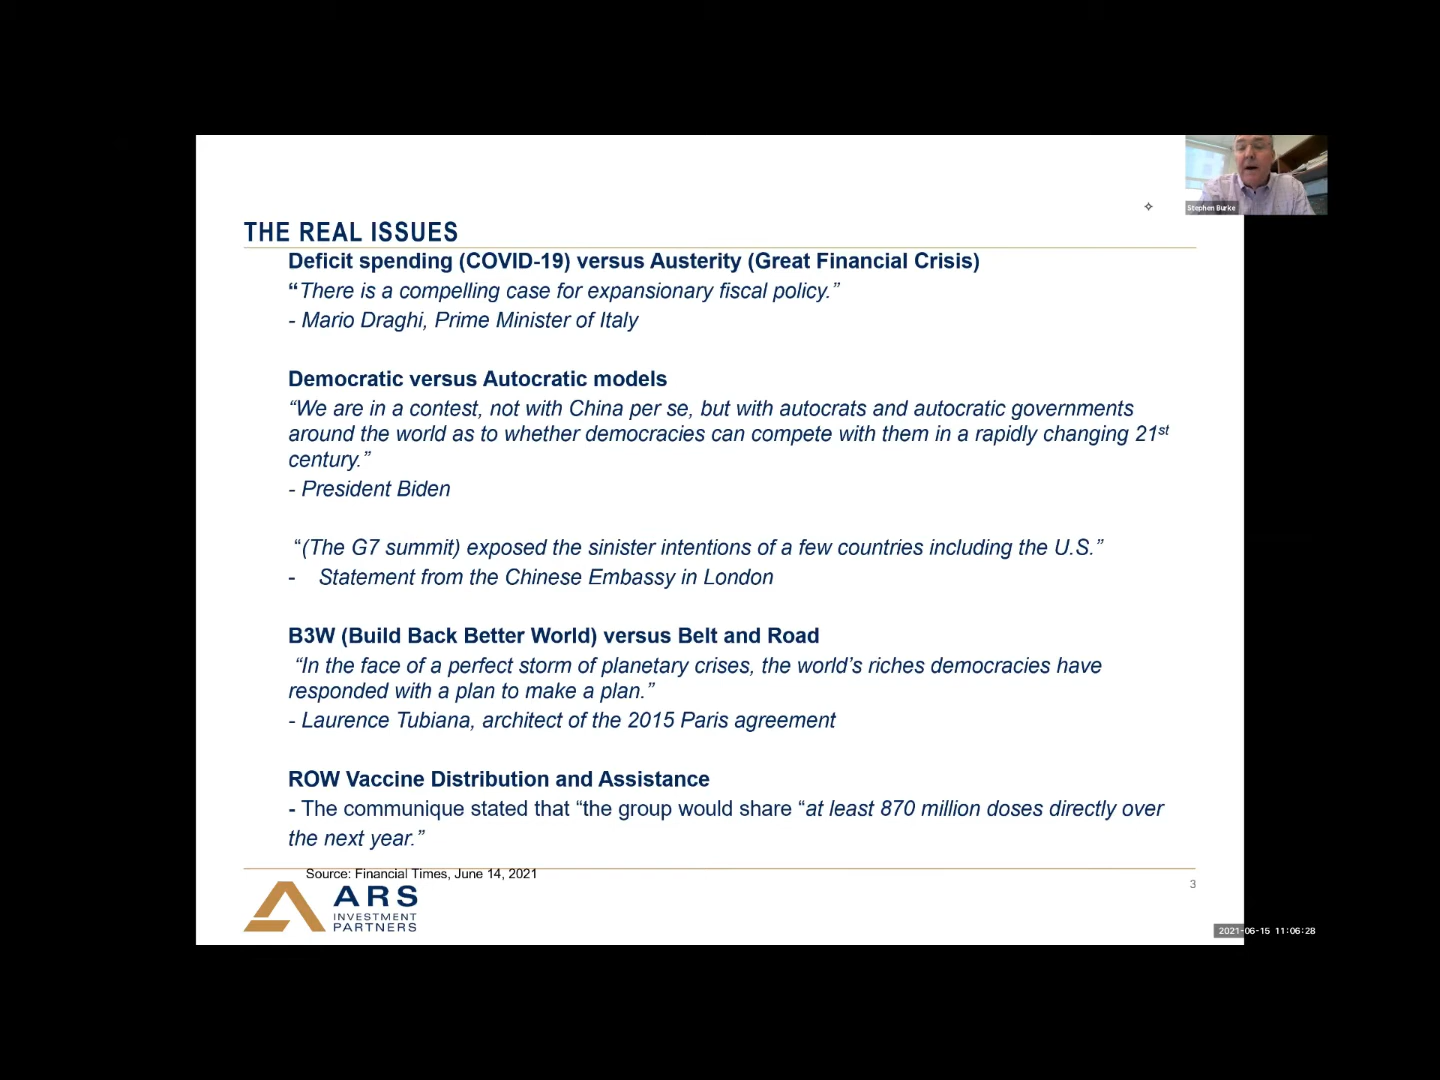 Stephen Burke
THE REAL ISSUES
Deficit spending (COVID-19) versus Austerity (Great Financial Crisis)
“There is a compelling case for expansionary fiscal policy.”
- Mario Draghi, Prime Minister of Italy
Democratic versus Autocratic models
“We are in a contest, not with China per se, but with autocrats and autocratic governments
around the world as to whether democracies can compete with them in a rapidly changing 21st
century.”
- President Biden
“(The G7 summit) exposed the sinister intentions of a few countries including the U.S.”
- Statement from the Chinese Embassy in London
B3W (Build Back Better World) versus Belt and Road
“In the face of a perfect storm of planetary crises, the world’s riches democracies have
responded with a plan to make a plan.”
- Laurence Tubiana, architect of the 2015 Paris agreement
ROW Vaccine Distribution and Assistance
- The communique stated that “the group would share “at least 870 million doses directly over
the next year.”
Source: Financial Times, June 14, 2021
3
ARS
INVESTMENT
PARTNERS
2021-06-15 11:06:28